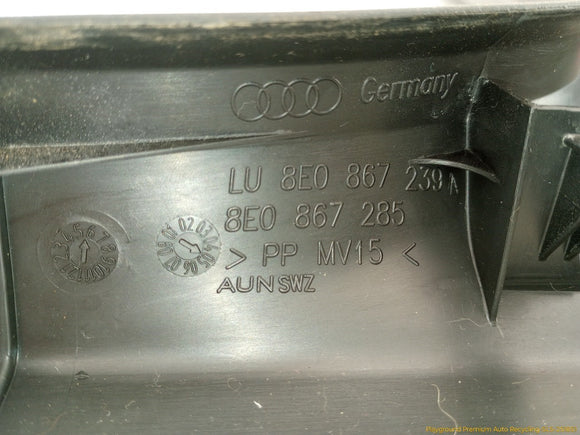 Germany
LU 8E0 867 239 A
8E0 867 285
> PP MV15 <
AUNSWZ